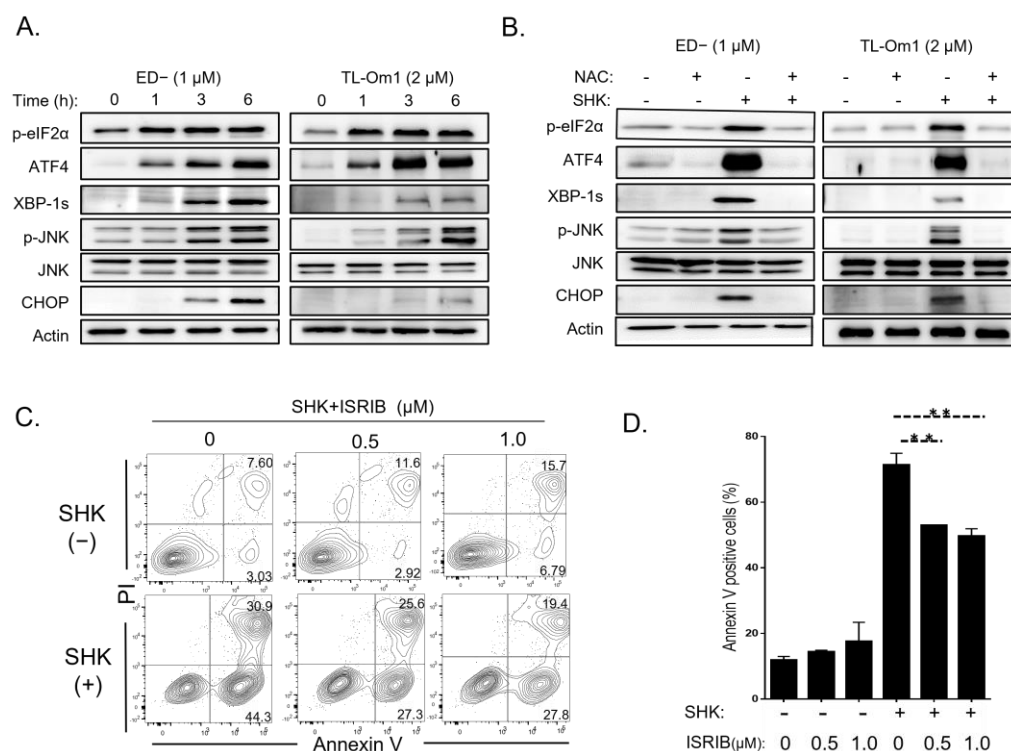 A.
ED− (1 μM) TL-Om1 (2 μM)
Time (h): 0 1 3 6 0 1 3 6
p-eIF2α
ATF4
XBP-1s
p-JNK
JNK
CHOP
Actin
B.
ED− (1 μM) TL-Om1 (2 μM)
NAC: - + - + - + - +
SHK: - - + + - - + +
p-eIF2α
ATF4
XBP-1s
p-JNK
JNK
CHOP
Actin
C.
SHK+ISRIB (μM)
0 0.5 1.0
SHK
(−)
7.60 11.6 15.7
3.03 2.92 6.79
PI
SHK
(+)
30.9 25.6 19.4
44.3 27.3 27.8
Annexin V
D.
**
**
Annexin V positive cells (%)
80
60
40
20
0
SHK: - - - + + +
ISRIB(μM): 0 0.5 1.0 0 0.5 1.0